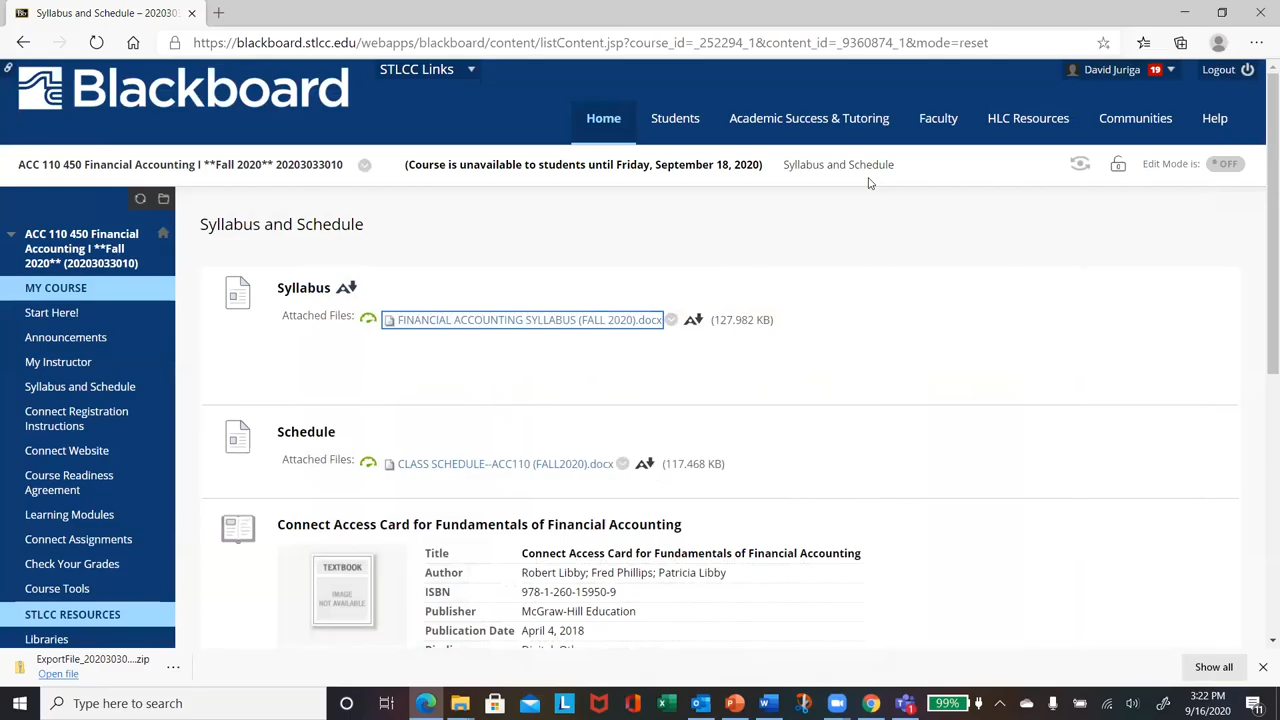 Syllabus and Schedule – 202030
https://blackboard.stlcc.edu/webapps/blackboard/content/listContent.jsp?course_id=_252294_1&content_id=_9360874_1&mode=reset
Blackboard
STLCC Links
David Juriga 19
Logout
Home Students Academic Success & Tutoring Faculty HLC Resources Communities Help
ACC 110 450 Financial Accounting I **Fall 2020** 20203033010
(Course is unavailable to students until Friday, September 18, 2020)
Syllabus and Schedule
Edit Mode is: OFF
ACC 110 450 Financial
Accounting I **Fall
2020** (20203033010)
MY COURSE
Start Here!
Announcements
My Instructor
Syllabus and Schedule
Connect Registration
Instructions
Connect Website
Course Readiness
Agreement
Learning Modules
Connect Assignments
Check Your Grades
Course Tools
STLCC RESOURCES
Libraries
Syllabus and Schedule
Syllabus
Attached Files: FINANCIAL ACCOUNTING SYLLABUS (FALL 2020).docx (127.982 KB)
Schedule
Attached Files: CLASS SCHEDULE--ACC110 (FALL2020).docx (117.468 KB)
Connect Access Card for Fundamentals of Financial Accounting
TEXTBOOK
IMAGE
NOT AVAILABLE
Title Connect Access Card for Fundamentals of Financial Accounting
Author Robert Libby; Fred Phillips; Patricia Libby
ISBN 978-1-260-15950-9
Publisher McGraw-Hill Education
Publication Date April 4, 2018
ExportFile_20203030....zip
Open file
Show all
Type here to search
99%
3:22 PM
9/16/2020